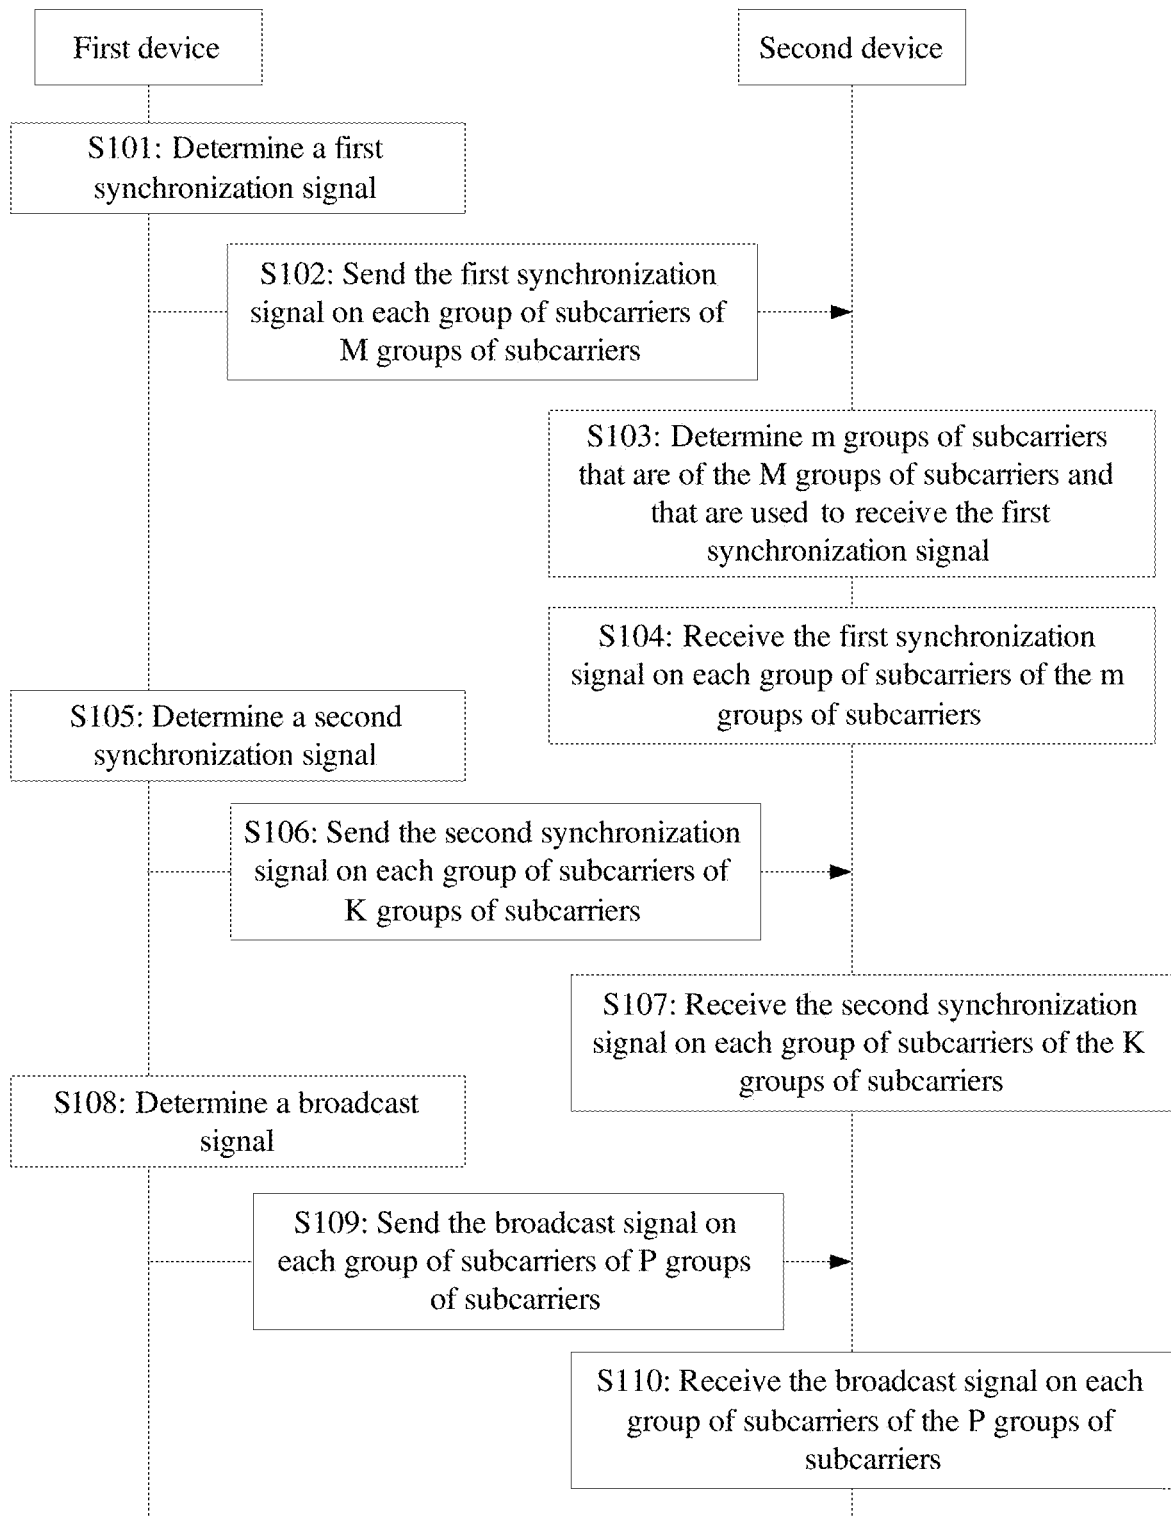 First device
Second device
S101: Determine a first
synchronization signal
S102: Send the first synchronization
signal on each group of subcarriers of
M groups of subcarriers
S103: Determine m groups of subcarriers
that are of the M groups of subcarriers and
that are used to receive the first
synchronization signal
S104: Receive the first synchronization
signal on each group of subcarriers of the m
groups of subcarriers
S105: Determine a second
synchronization signal
S106: Send the second synchronization
signal on each group of subcarriers of
K groups of subcarriers
S107: Receive the second synchronization
signal on each group of subcarriers of the K
groups of subcarriers
S108: Determine a broadcast
signal
S109: Send the broadcast signal on
each group of subcarriers of P groups
of subcarriers
S110: Receive the broadcast signal on each
group of subcarriers of the P groups of
subcarriers